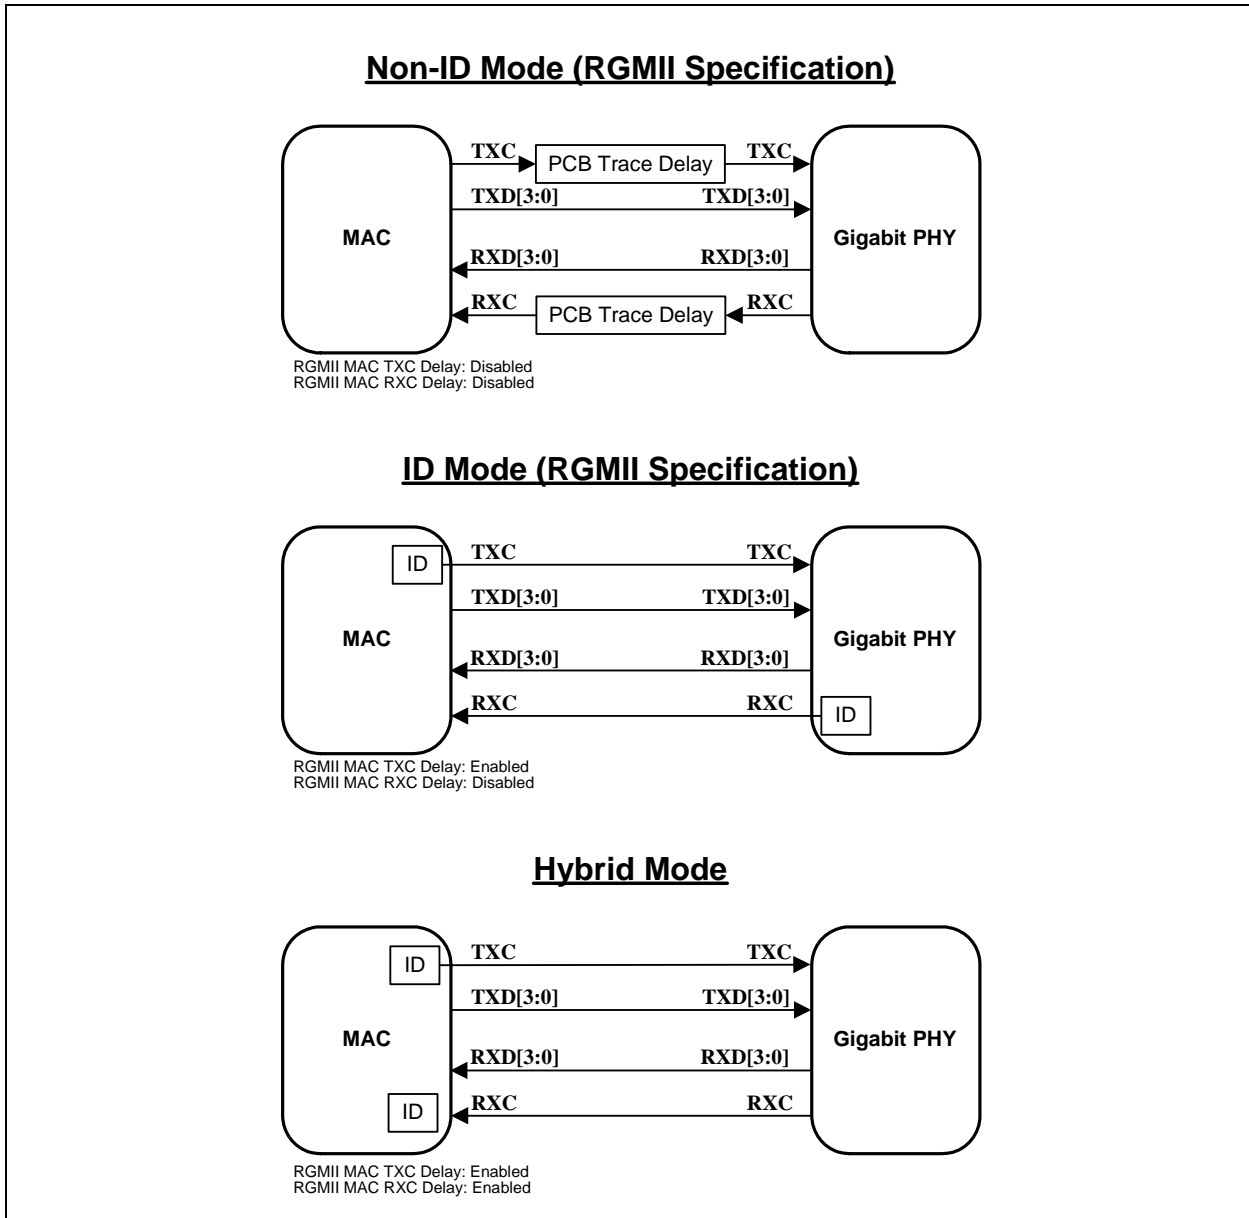 Non-ID Mode (RGMII Specification)
TXC PCB Trace Delay TXC
TXD[3:0] TXD[3:0]
MAC Gigabit PHY
RXD[3:0] RXD[3:0]
RXC PCB Trace Delay RXC
RGMII MAC TXC Delay: Disabled
RGMII MAC RXC Delay: Disabled
ID Mode (RGMII Specification)
ID TXC TXC
TXD[3:0] TXD[3:0]
MAC Gigabit PHY
RXD[3:0] RXD[3:0]
RXC RXC ID
RGMII MAC TXC Delay: Enabled
RGMII MAC RXC Delay: Disabled
Hybrid Mode
ID TXC TXC
TXD[3:0] TXD[3:0]
MAC Gigabit PHY
RXD[3:0] RXD[3:0]
ID RXC RXC
RGMII MAC TXC Delay: Enabled
RGMII MAC RXC Delay: Enabled